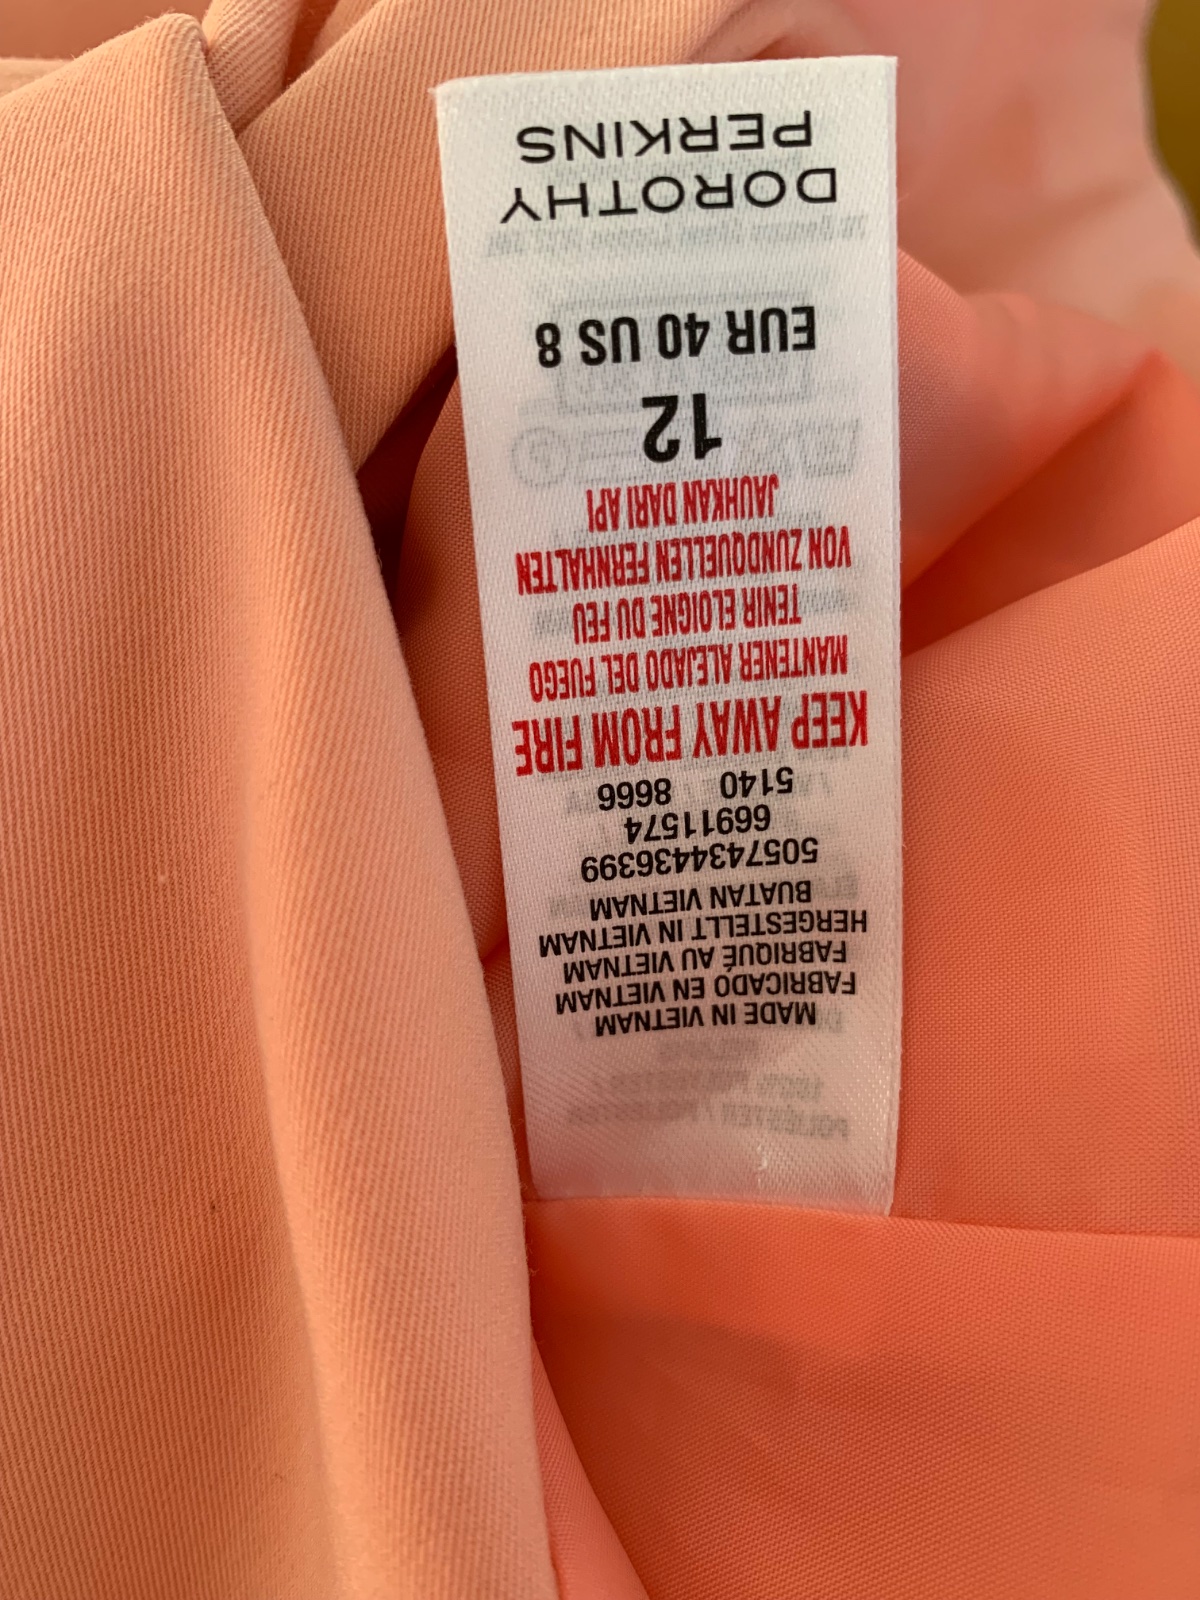 MADE IN VIETNAM
FABRICADO EN VIETNAM
FABRIQUÉ AU VIETNAM
HERGESTELLT IN VIETNAM
BUATAN VIETNAM
5057434436399
66911574
5140 8666
KEEP AWAY FROM FIRE
MANTENER ALEJADO DEL FUEGO
TENIR ELOIGNE DU FEU
VON ZUNDQUELLEN FERNHALTEN
JAUHKAN DARI API
12
EUR 40 US 8
DOROTHY
PERKINS